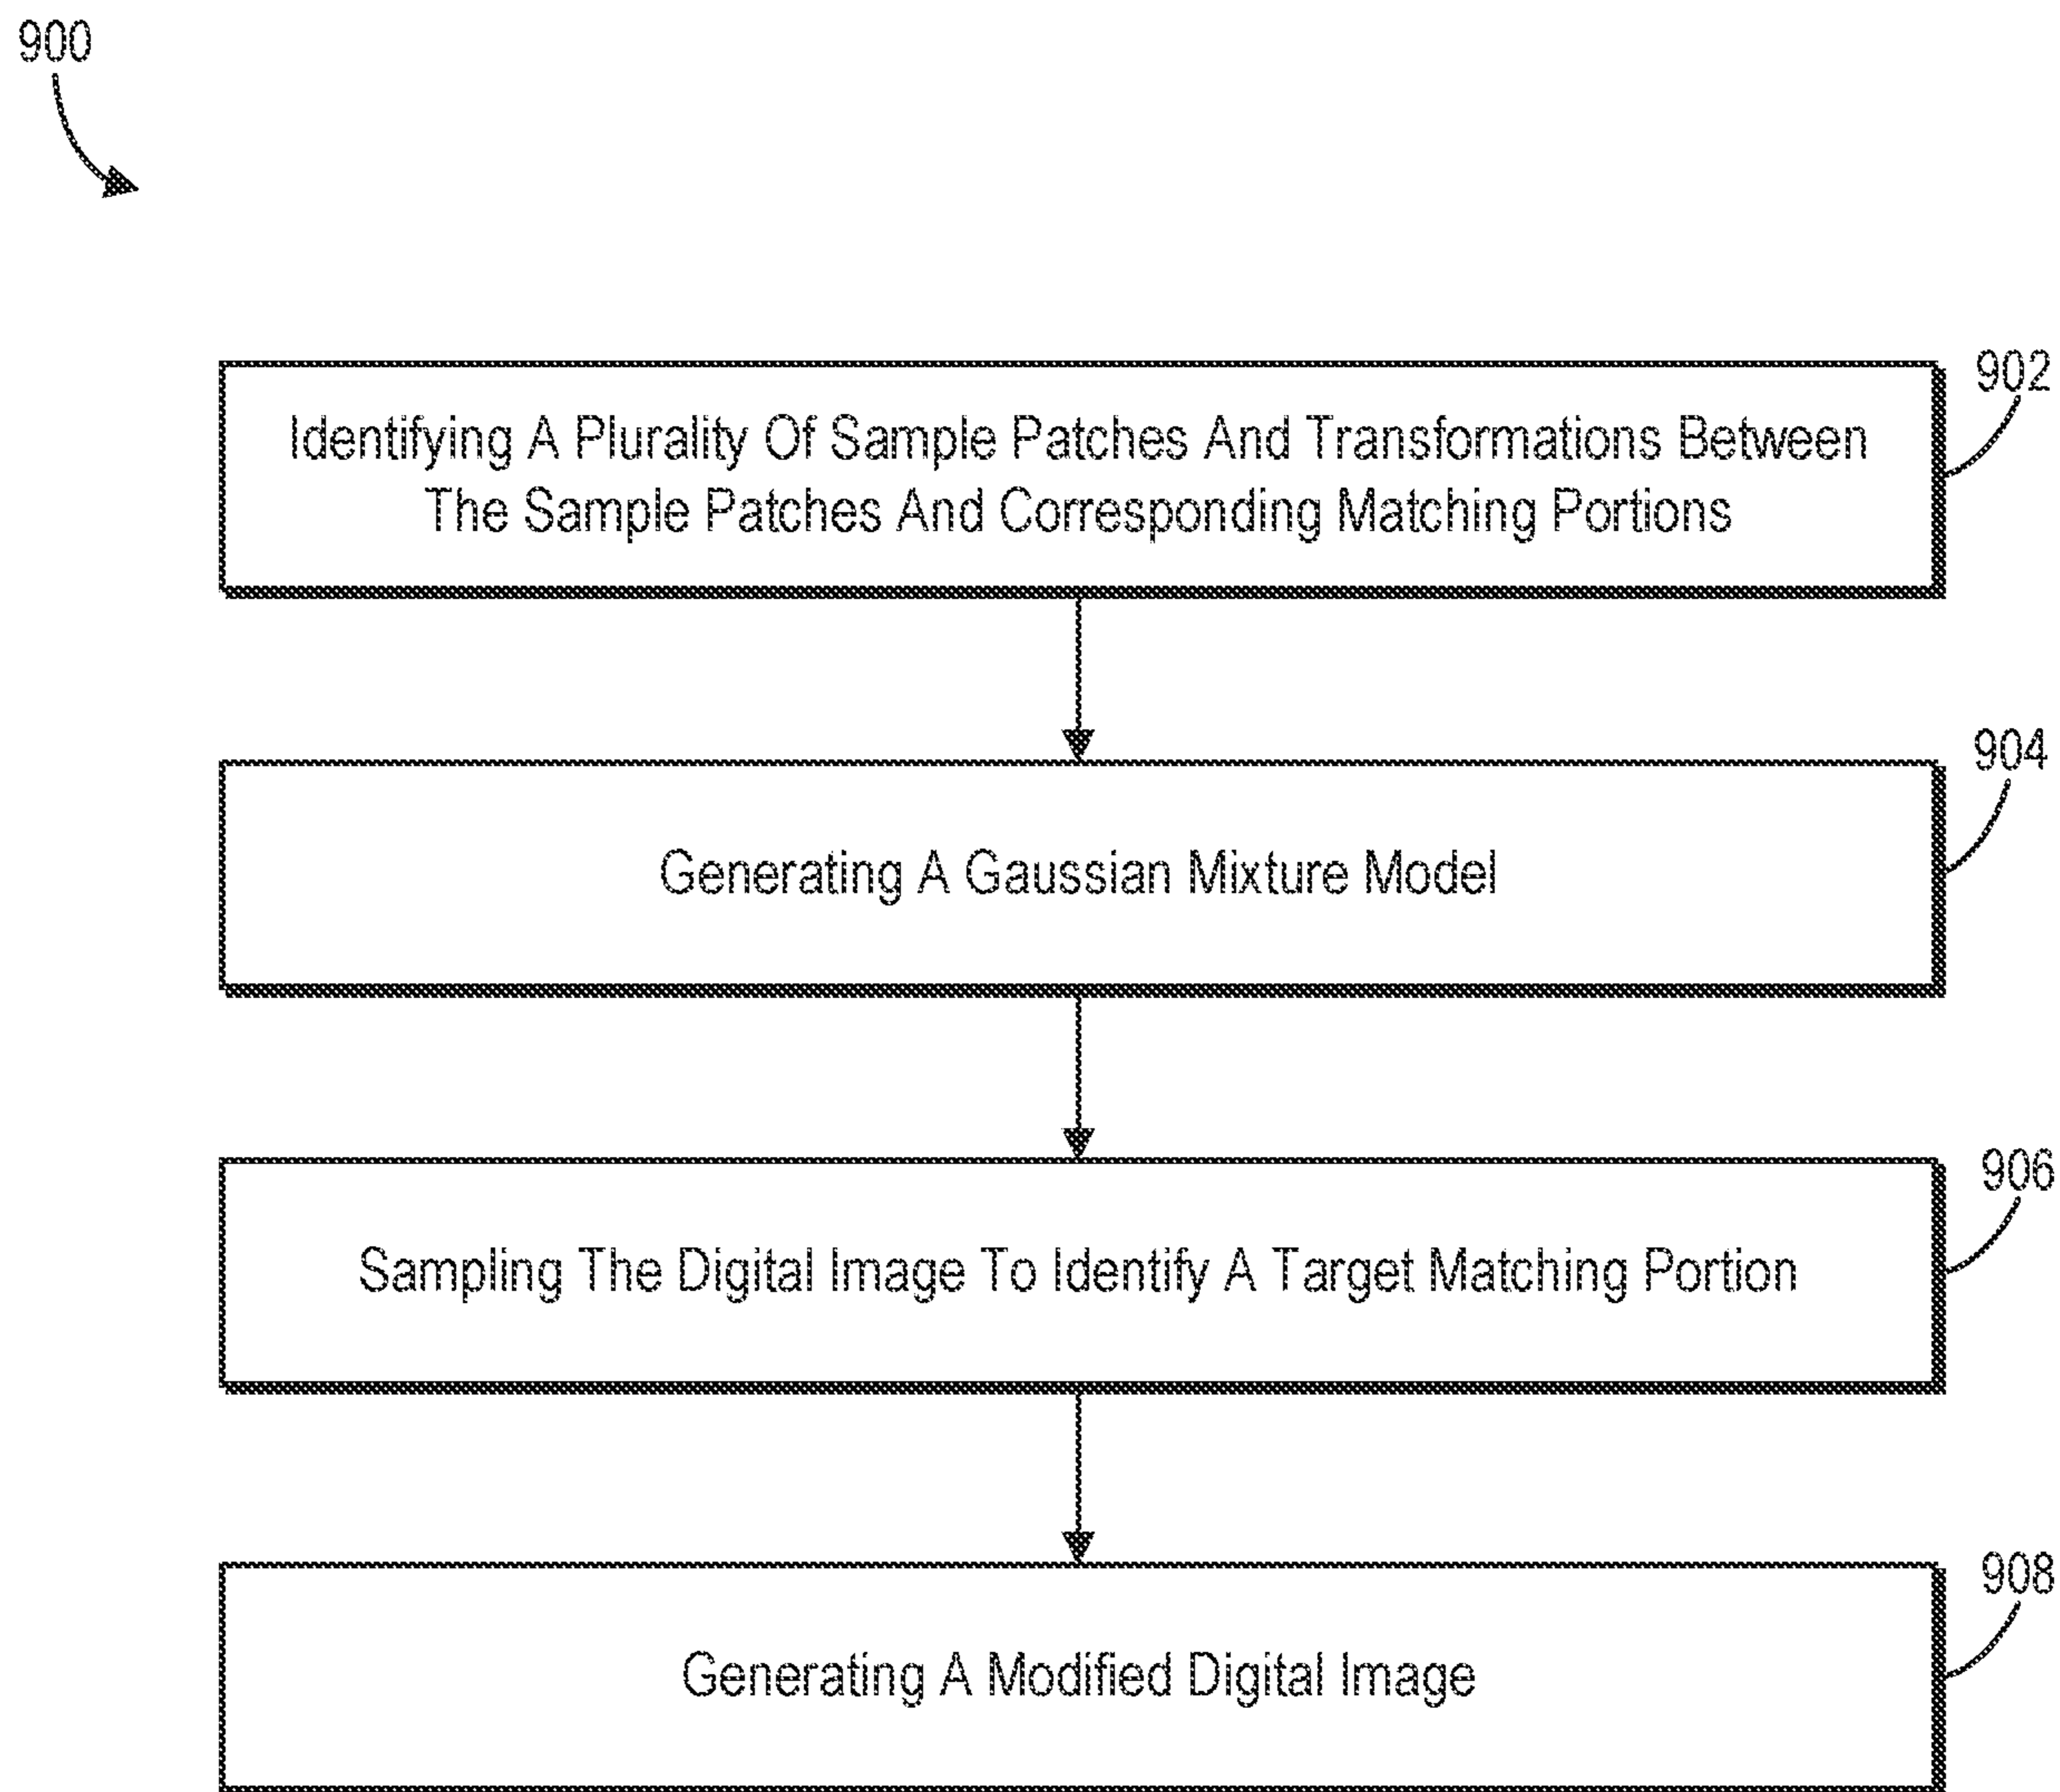 900
902
Identifying A Plurality Of Sample Patches And Transformations Between
The Sample Patches And Corresponding Matching Portions
904
Generating A Gaussian Mixture Model
906
Sampling The Digital Image To Identify A Target Matching Portion
908
Generating A Modified Digital Image